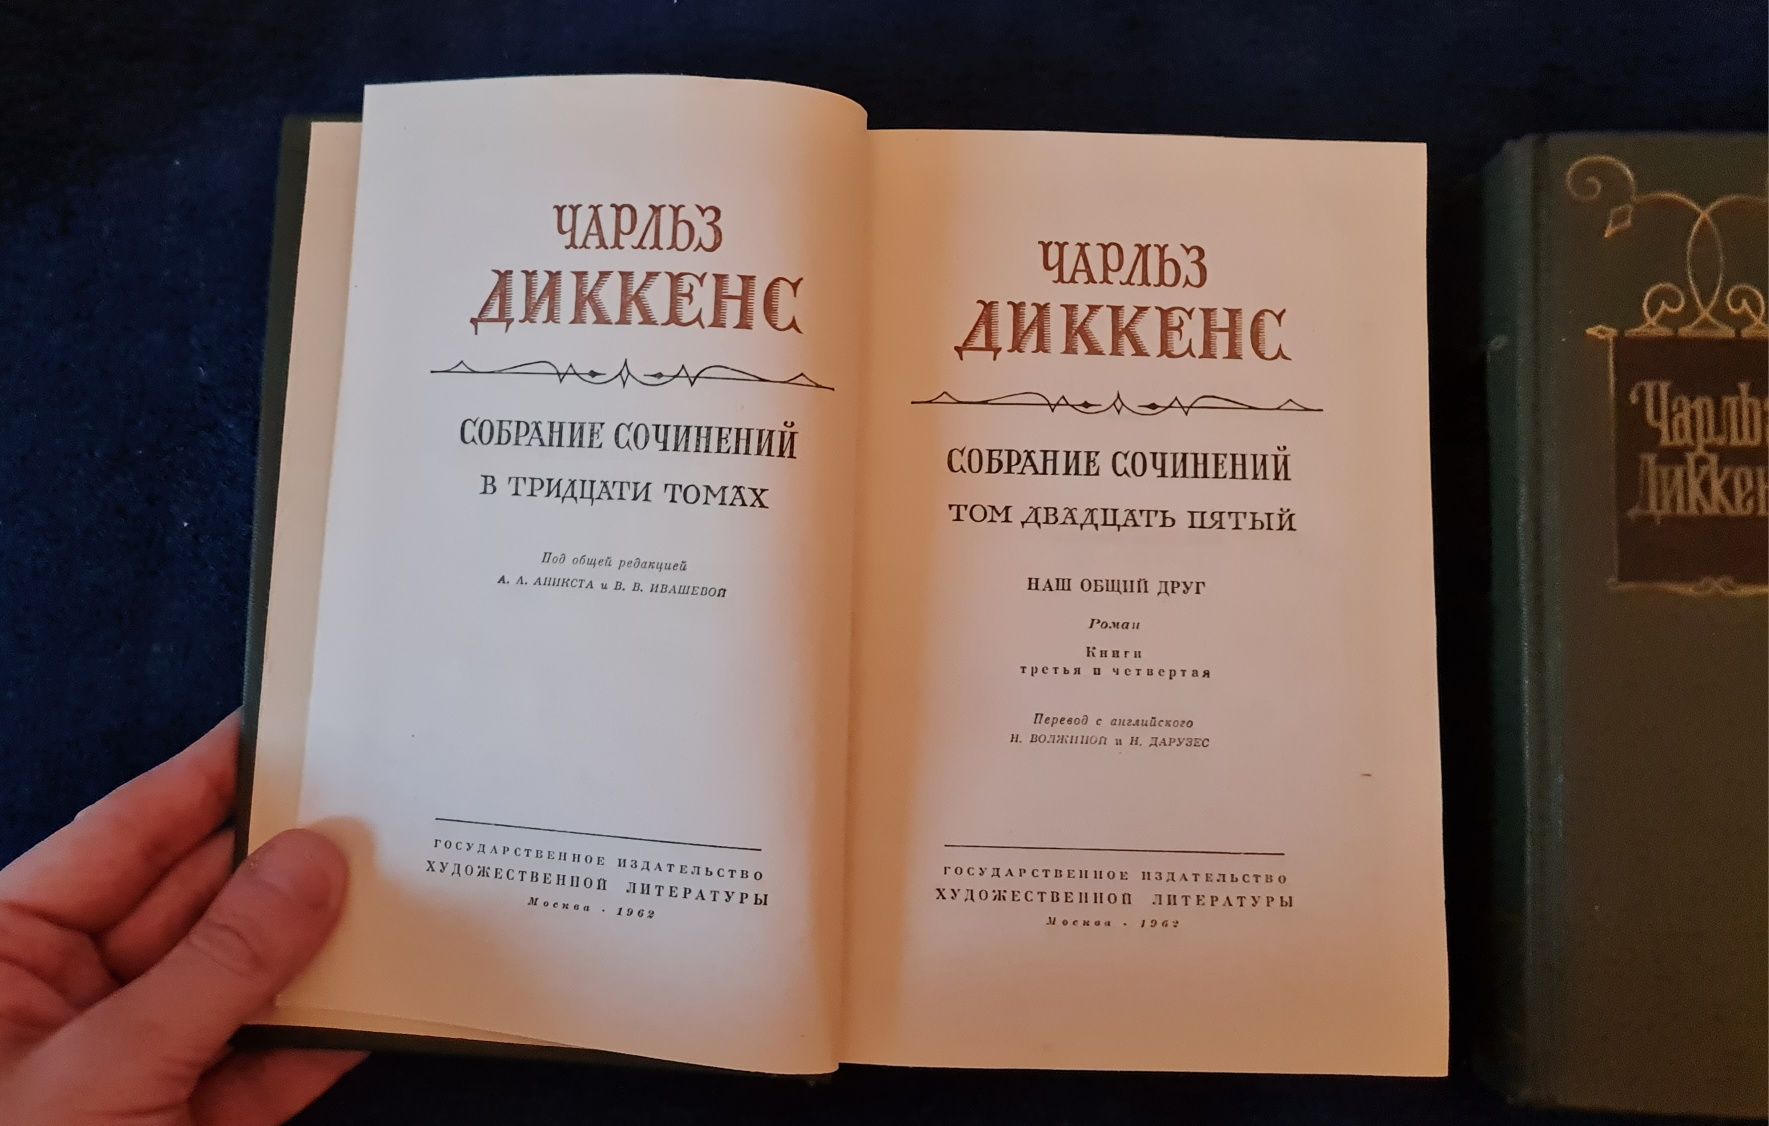 ЧАРЛЬЗ
ДИККЕНС
СОБРАНИЕ СОЧИНЕНИЙ
В ТРИДЦАТИ ТОМАХ
Под общей редакцией
А. А. АНИКСТА и В. В. ИВАШЕВОЙ
ГОСУДАРСТВЕННОЕ ИЗДАТЕЛЬСТВО
ХУДОЖЕСТВЕННОЙ ЛИТЕРАТУРЫ
Москва · 1962
ЧАРЛЬЗ
ДИККЕНС
СОБРАНИЕ СОЧИНЕНИЙ
ТОМ ДВАДЦАТЬ ПЯТЫЙ
НАШ ОБЩИЙ ДРУГ
Роман
Книги
третья и четвертая
Перевод с английского
Н. ВОЛЖИНОЙ и Н. ДАРУЗЕС
ГОСУДАРСТВЕННОЕ ИЗДАТЕЛЬСТВО
ХУДОЖЕСТВЕННОЙ ЛИТЕРАТУРЫ
Москва · 1962
Чарльз
Диккен